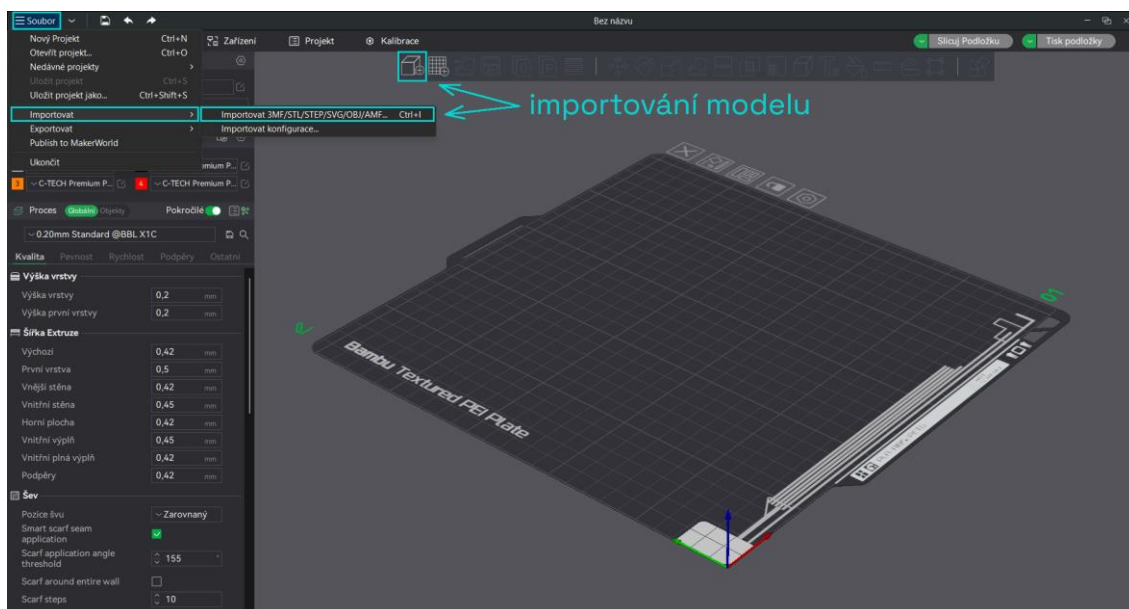 Soubor
Bez názvu
Nový Projekt Ctrl+N
Otevřít projekt... Ctrl+O
Nedávné projekty
Uložit projekt Ctrl+S
Uložit projekt jako... Ctrl+Shift+S
Importovat
Exportovat
Publish to MakerWorld
Ukončit
Importovat 3MF/STL/STEP/SVG/OBJ/AMF... Ctrl+I
Importovat konfigurace...
Zařízení
Projekt
Kalibrace
Slicuj Podložku
Tisk podložky
importování modelu
emium P...
3 C-TECH Premium P... 4 C-TECH Premium P...
Proces Globální Objekty Pokročilé
0.20mm Standard @BBL X1C
Kvalita Pevnost Rychlost Podpěry Ostatní
Výška vrstvy
Výška vrstvy 0,2 mm
Výška první vrstvy 0,2 mm
Šířka Extruze
Výchozí 0,42 mm
První vrstva 0,5 mm
Vnější stěna 0,42 mm
Vnitřní stěna 0,45 mm
Horní plocha 0,42 mm
Vnitřní výplň 0,45 mm
Vnitřní plná výplň 0,42 mm
Podpěry 0,42 mm
Šev
Pozice švu Zarovnaný
Smart scarf seam
application
Scarf application angle
threshold 155 °
Scarf around entire wall
Scarf steps 10
Bambu Textured PEI Plate
01